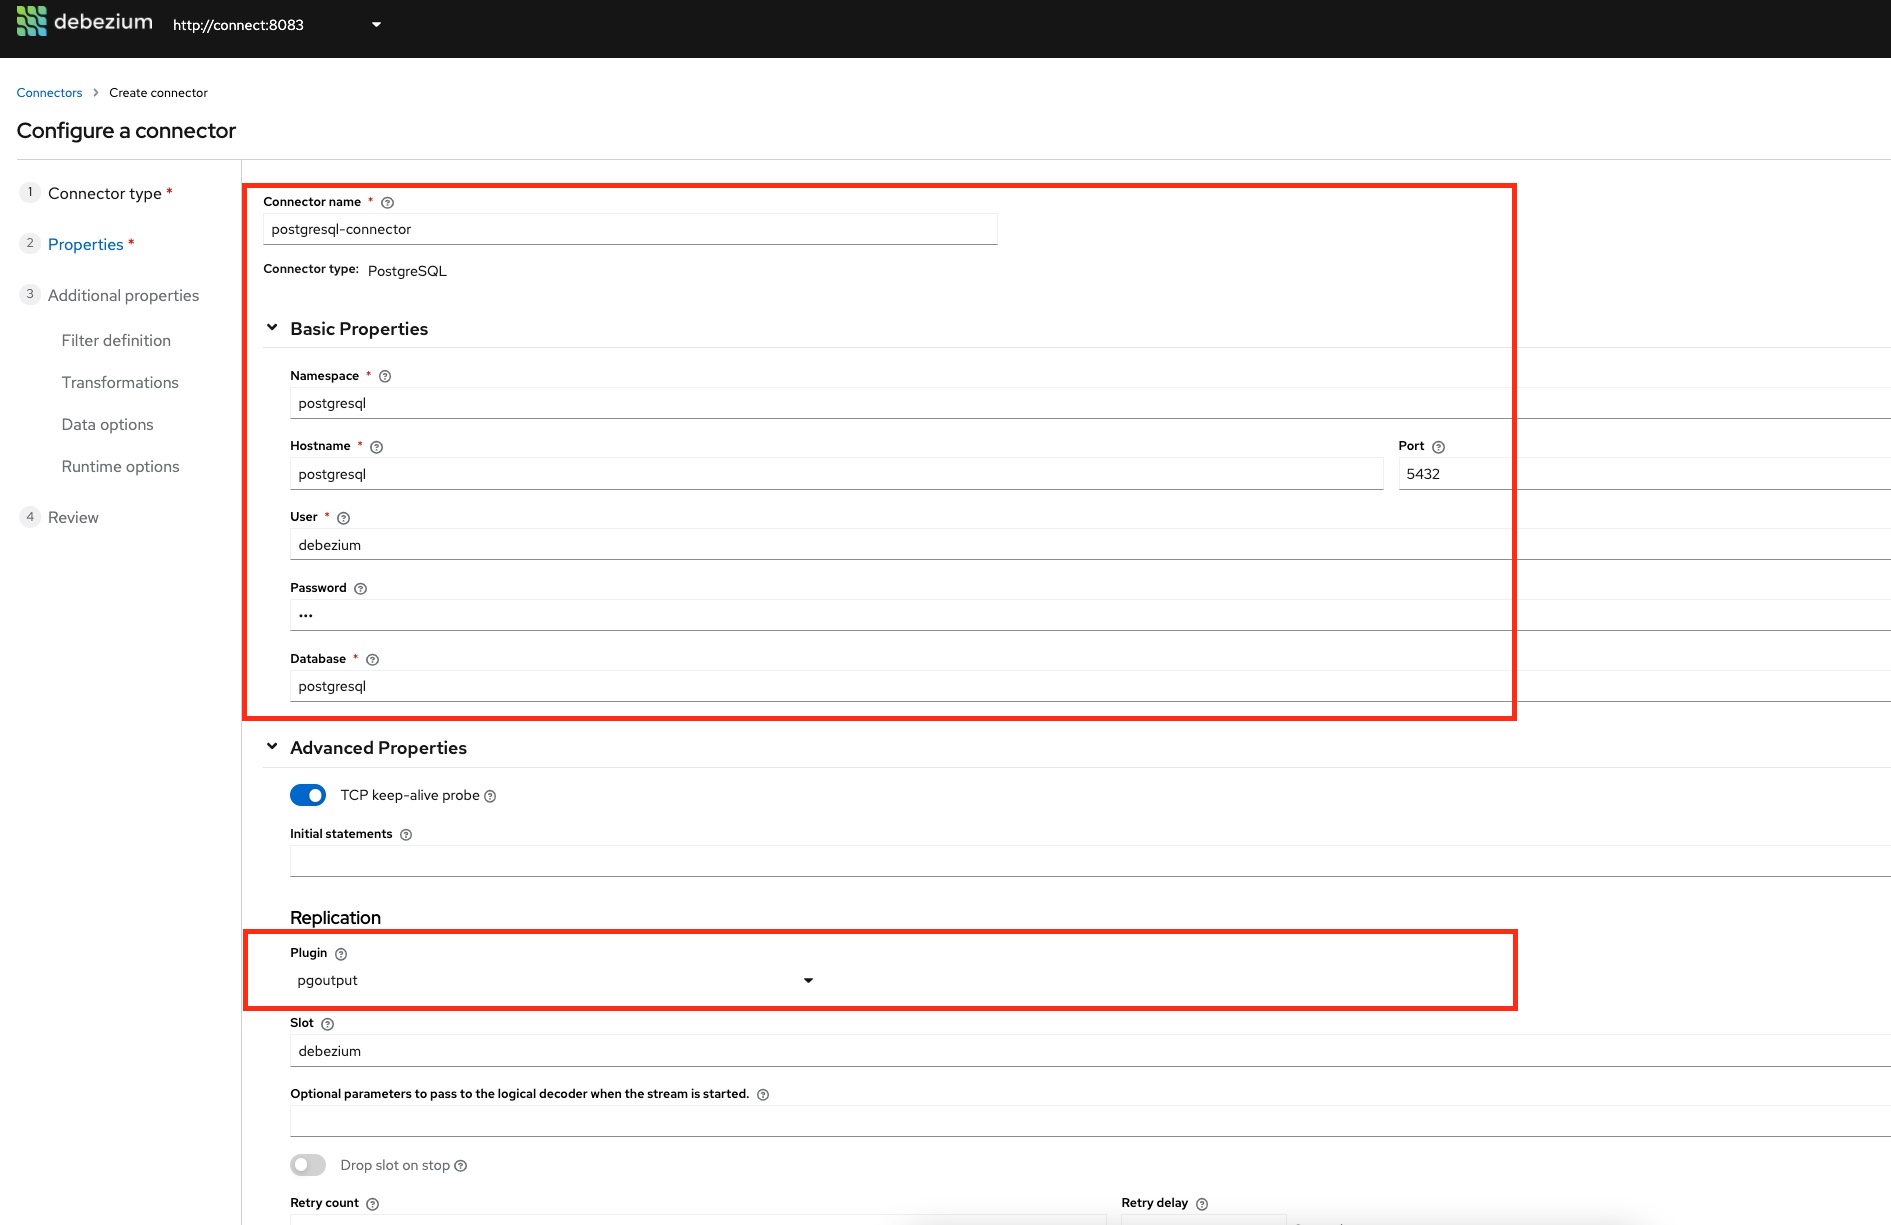 debezium http://connect:8083
Connectors > Create connector
Configure a connector
1 Connector type *
2 Properties *
3 Additional properties
Filter definition
Transformations
Data options
Runtime options
4 Review
Connector name *
postgresql-connector
Connector type: PostgreSQL
Basic Properties
Namespace *
postgresql
Hostname *
postgresql
Port
5432
User *
debezium
Password
•••
Database *
postgresql
Advanced Properties
TCP keep-alive probe
Initial statements
Replication
Plugin
pgoutput
Slot
debezium
Optional parameters to pass to the logical decoder when the stream is started.
Drop slot on stop
Retry count
Retry delay